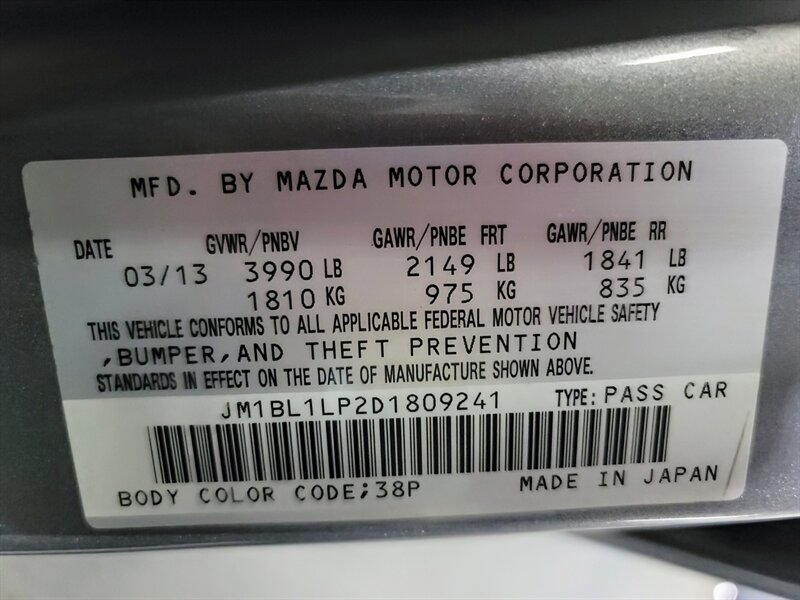 MFD. BY MAZDA MOTOR CORPORATION
DATE GVWR/PNBV GAWR/PNBE FRT GAWR/PNBE RR
03/13 3990 LB 2149 LB 1841 LB
1810 KG 975 KG 835 KG
THIS VEHICLE CONFORMS TO ALL APPLICABLE FEDERAL MOTOR VEHICLE SAFETY
,BUMPER,AND THEFT PREVENTION
STANDARDS IN EFFECT ON THE DATE OF MANUFACTURE SHOWN ABOVE.
JM1BL1LP2D1809241 TYPE: PASS CAR
BODY COLOR CODE;38P MADE IN JAPAN